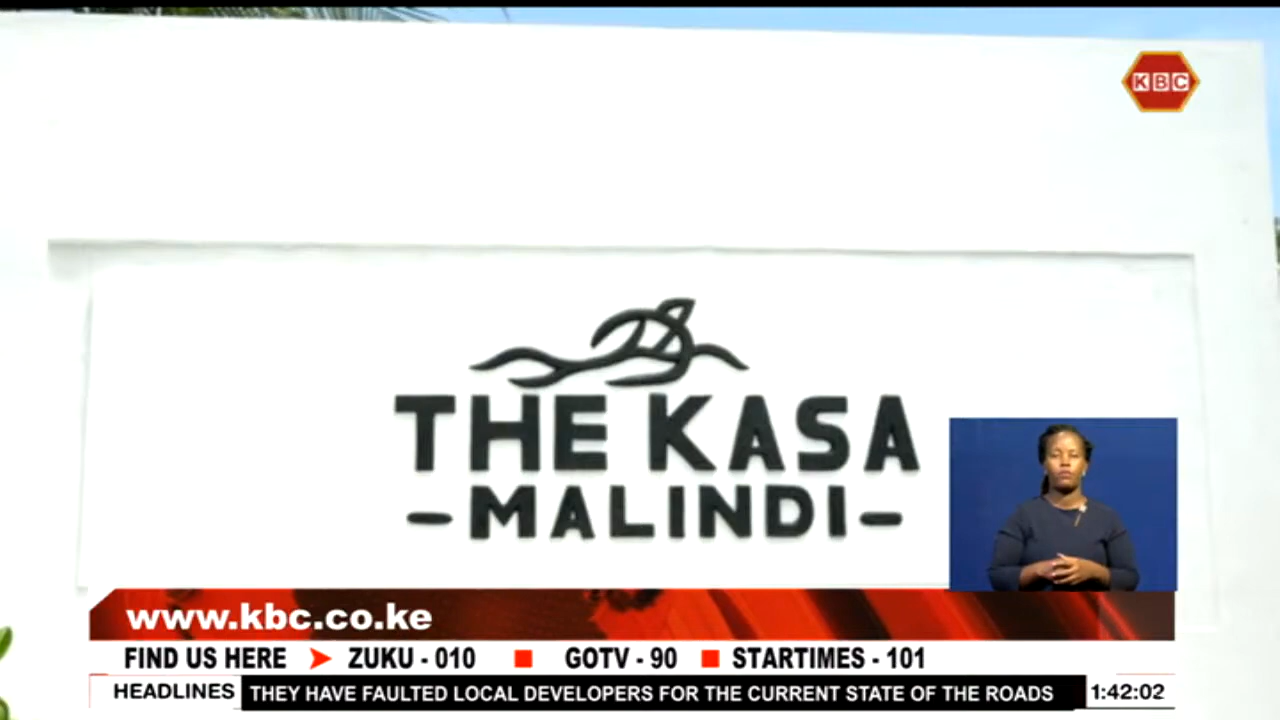 KBC
THE KASA
-MALINDI-
www.kbc.co.ke
FIND US HERE ZUKU - 010 GOTV - 90 STARTIMES - 101
HEADLINES THEY HAVE FAULTED LOCAL DEVELOPERS FOR THE CURRENT STATE OF THE ROADS 1:42:02